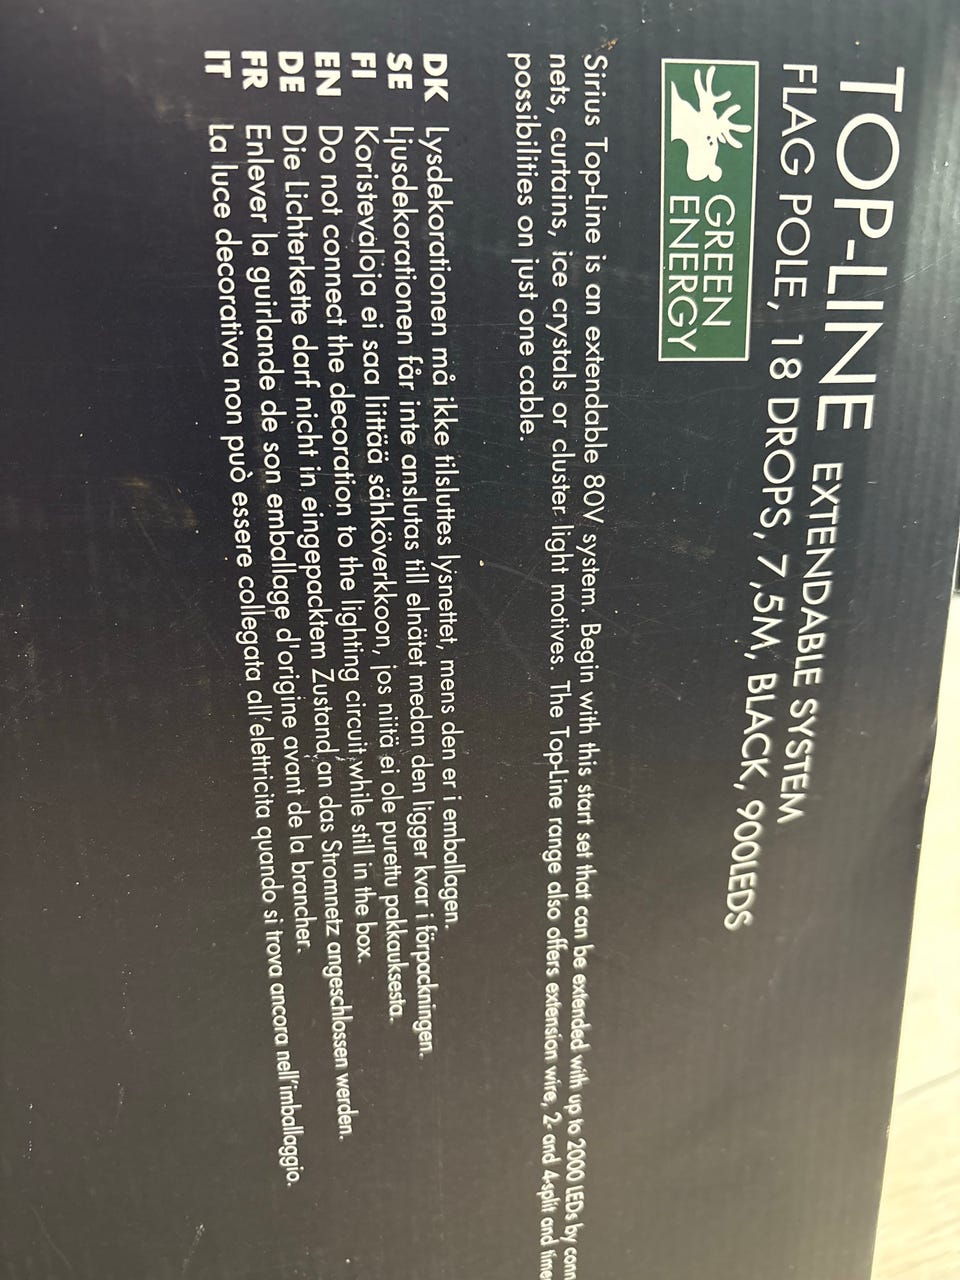 TOP-LINE EXTENDABLE SYSTEM
FLAG POLE, 18 DROPS, 7,5M, BLACK, 900LEDS
GREEN
ENERGY
Sirius Top-Line is an extendable 80V system. Begin with this start set that can be extended with up to 2000 LEDs by
nets, curtains, ice crystals or cluster light motives. The Top-line range also offers extension wire, 2- and 4-split and
possibilities on just one cable.
DK Lysdekorationen må ikke tilsluttes lysnettet, mens den er i emballagen.
SE Ljusdekorationen får inte anslutas till elnätet medan den ligger kvar i förpackningen.
FI Koristevaloja ei saa liittää sähköverkkoon, jos niitä ei ole purettu pakkauksesta.
EN Do not connect the decoration to the lighting circuit while still in the box.
DE Die Lichterkette darf nicht in eingepackten Zustand an das Stromnetz angeschlossen werden.
FR Enlever la guirlande de son emballage d'origine avant de la brancher.
IT La luce decorativa non può essere collegata all'elettricita quando si trova ancora nell'imballaggio.